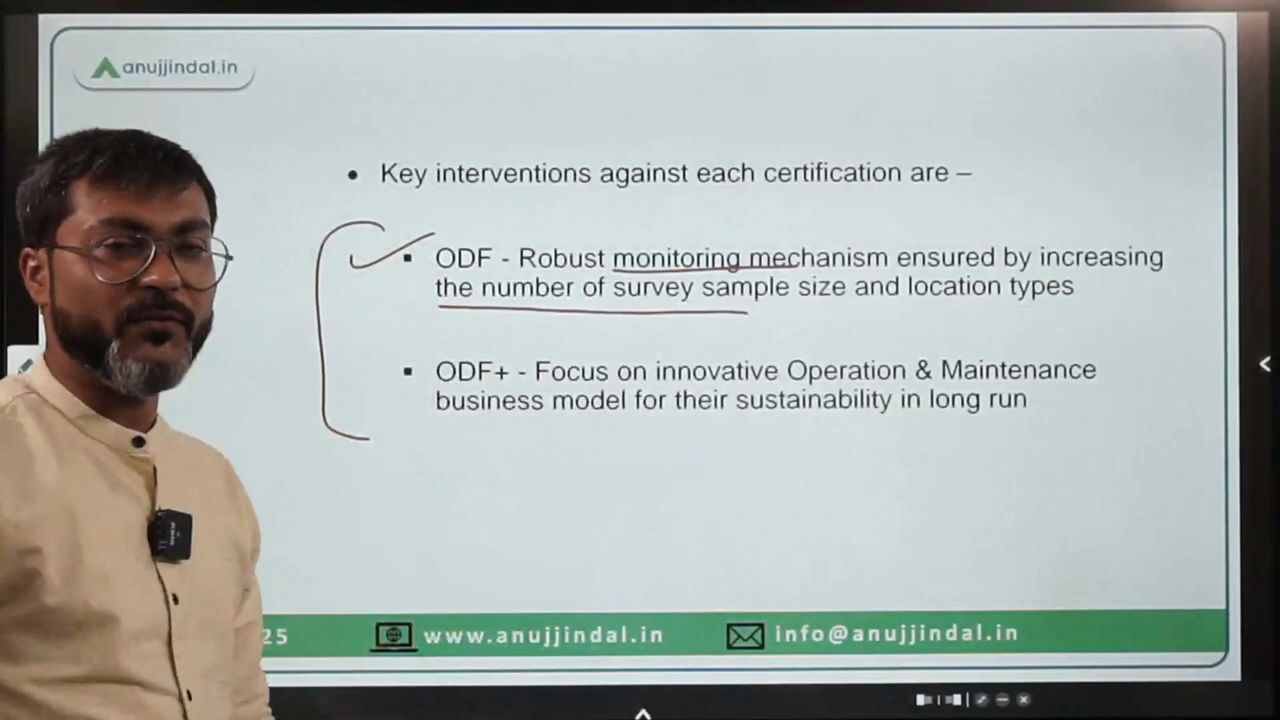 anujjindal.in
• Key interventions against each certification are –
▪ ODF - Robust monitoring mechanism ensured by increasing
the number of survey sample size and location types
▪ ODF+ - Focus on innovative Operation & Maintenance
business model for their sustainability in long run
25
www.anujjindal.in
info@anujjindal.in